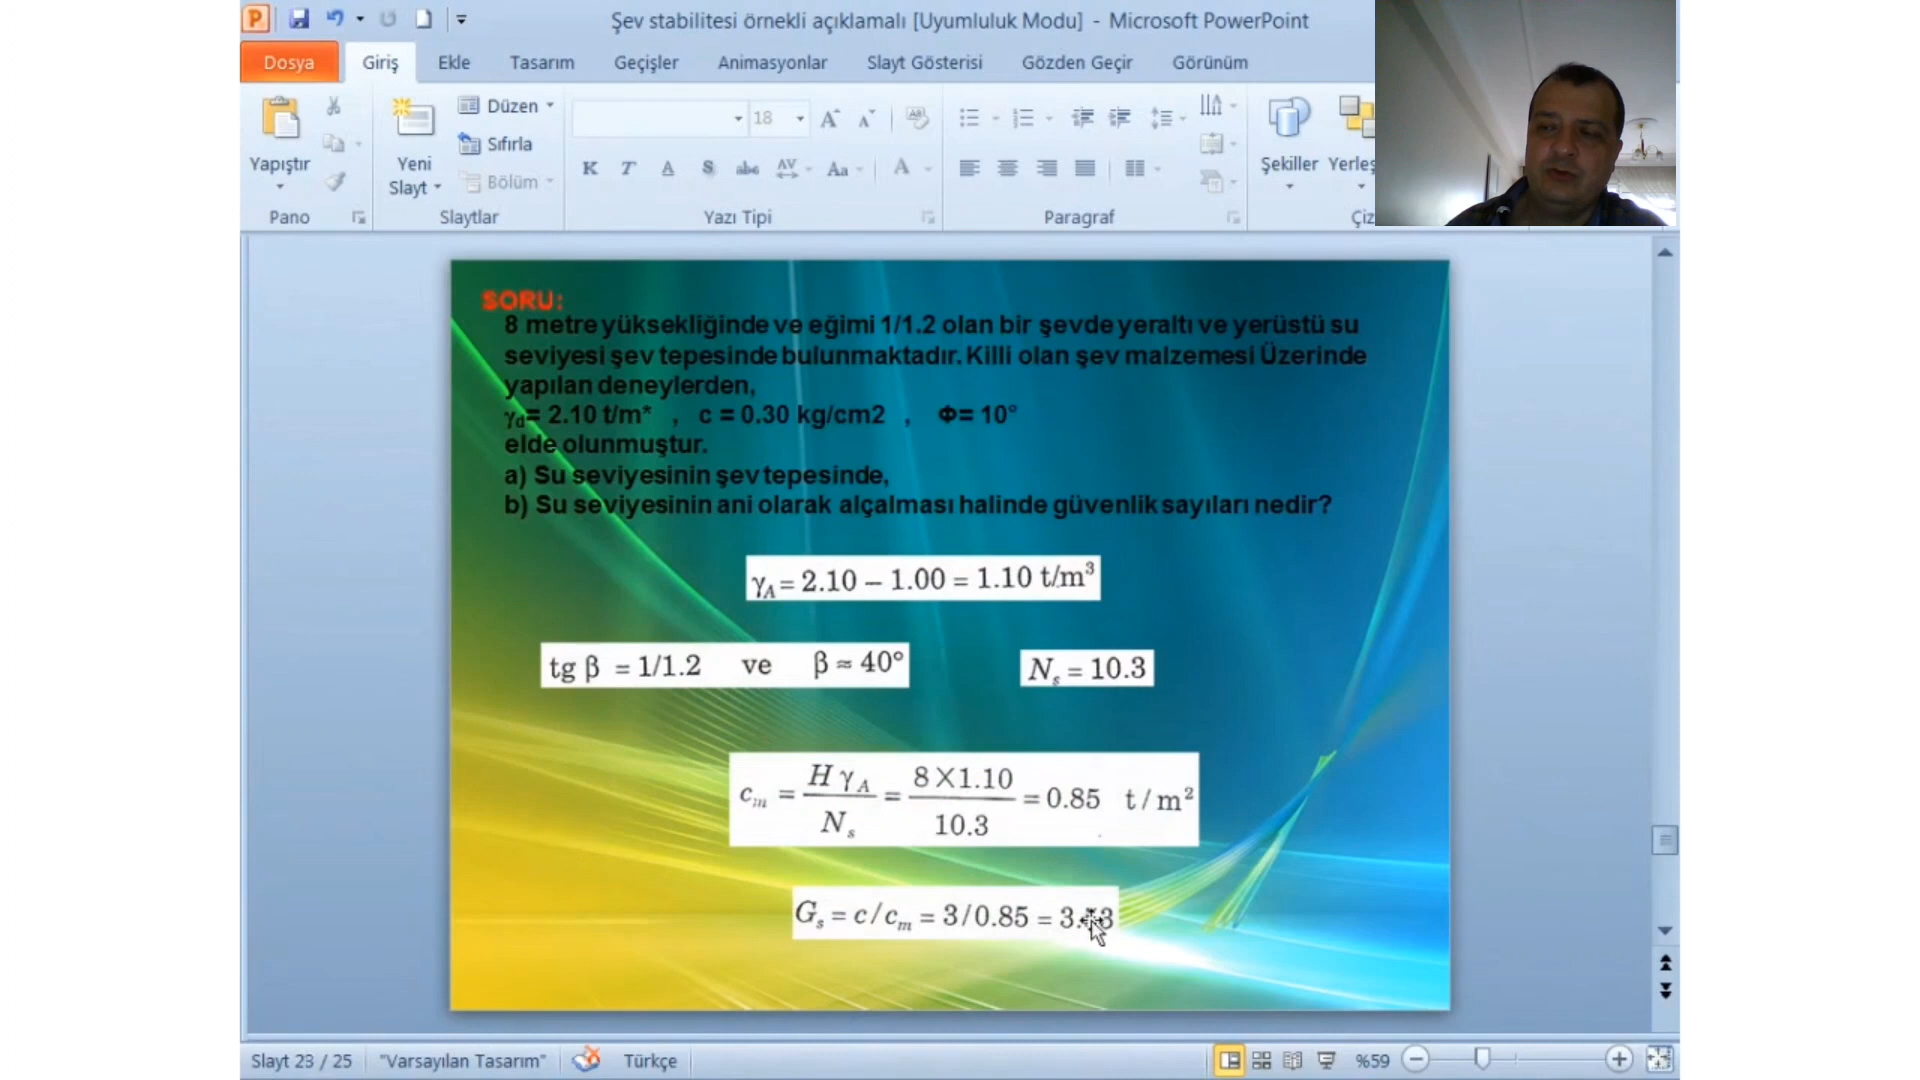 Şev stabilitesi örnekli açıklamalı [Uyumluluk Modu] - Microsoft PowerPoint
Dosya Giriş Ekle Tasarım Geçişler Animasyonlar Slayt Gösterisi Gözden Geçir Görünüm
Yapıştır
Yeni
Slayt
Düzen
Sıfırla
Bölüm
18
K T A S abc AV Aa A
Şekiller Yerleş
Pano Slaytlar Yazı Tipi Paragraf Çiz
SORU:
8 metre yüksekliğinde ve eğimi 1/1.2 olan bir şevde yeraltı ve yerüstü su
seviyesi şev tepesinde bulunmaktadır. Killi olan şev malzemesi Üzerinde
yapılan deneylerden,
γd= 2.10 t/m* , c = 0.30 kg/cm2 , Φ= 10°
elde olunmuştur.
a) Su seviyesinin şev tepesinde,
b) Su seviyesinin ani olarak alçalması halinde güvenlik sayıları nedir?
γA = 2.10 – 1.00 = 1.10 t/m³
tg β = 1/1.2 ve β ≈ 40°
Ns = 10.3
cm = H γA / Ns = 8 X 1.10 / 10.3 = 0.85 t / m²
Gs = c / cm = 3 / 0.85 =
Slayt 23 / 25 "Varsayılan Tasarım" Türkçe %59